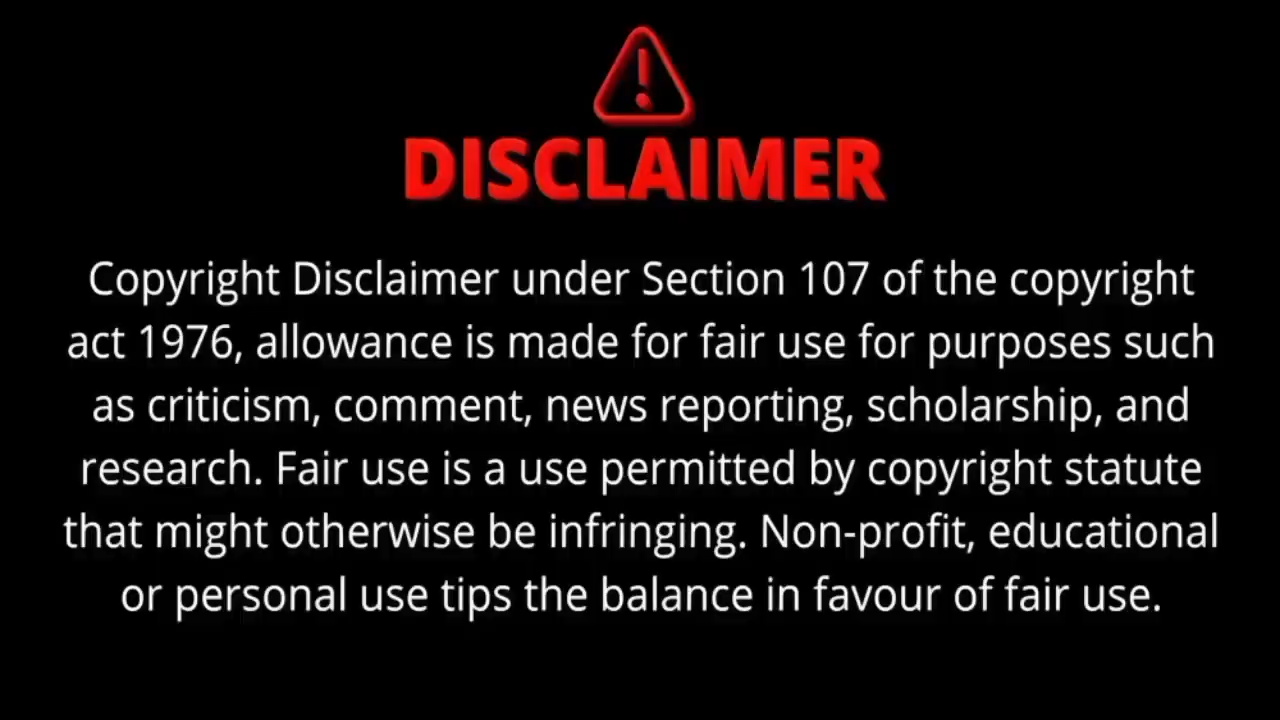 DISCLAIMER
Copyright Disclaimer under Section 107 of the copyright
act 1976, allowance is made for fair use for purposes such
as criticism, comment, news reporting, scholarship, and
research. Fair use is a use permitted by copyright statute
that might otherwise be infringing. Non-profit, educational
or personal use tips the balance in favour of fair use.